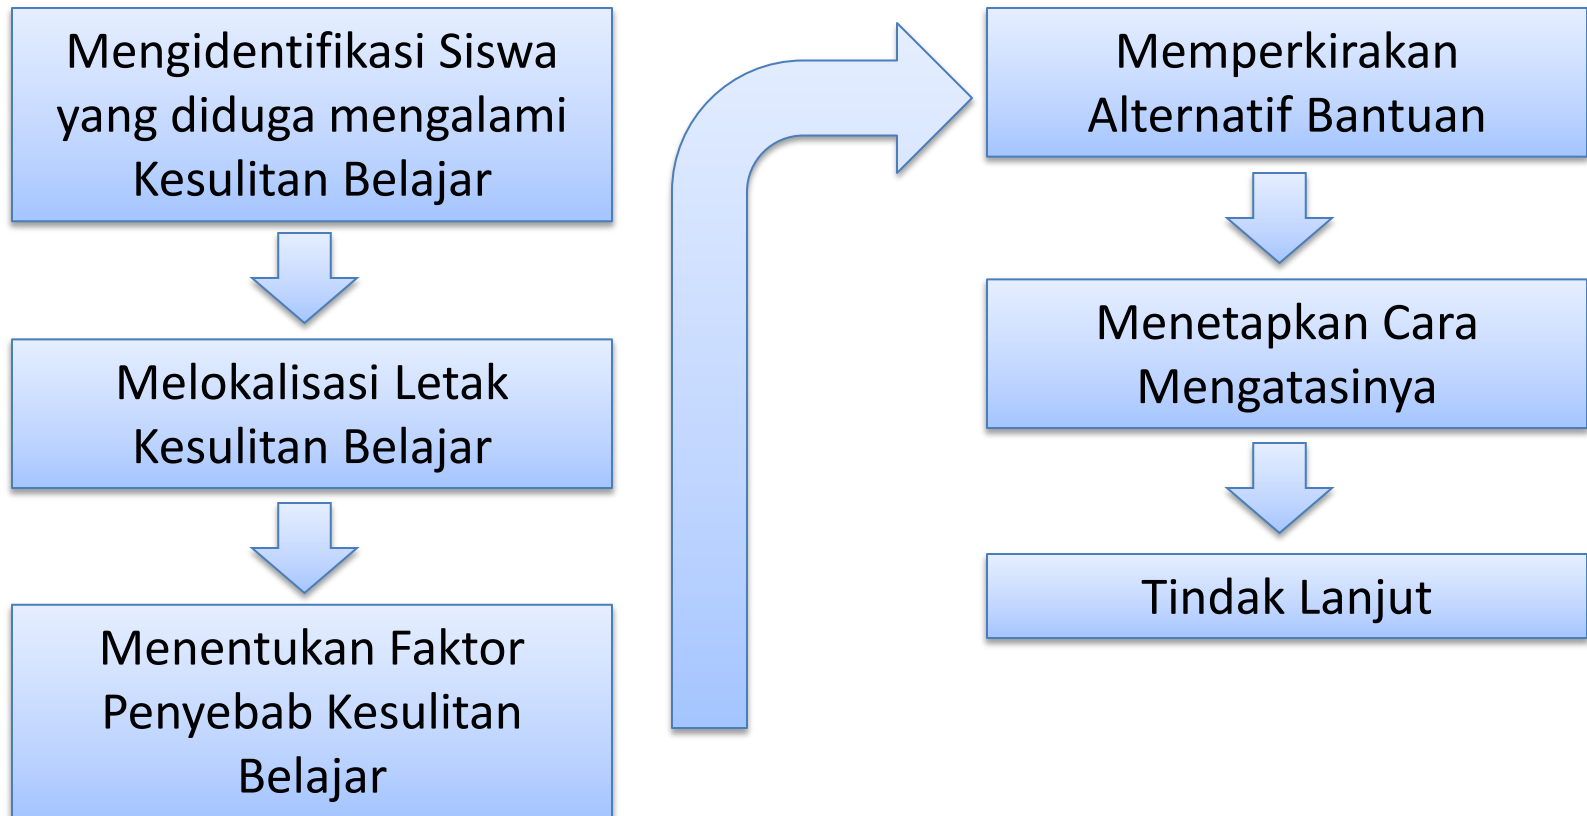 Mengidentifikasi Siswa
yang diduga mengalami
Kesulitan Belajar
Melokalisasi Letak
Kesulitan Belajar
Menentukan Faktor
Penyebab Kesulitan
Belajar
Memperkirakan
Alternatif Bantuan
Menetapkan Cara
Mengatasinya
Tindak Lanjut